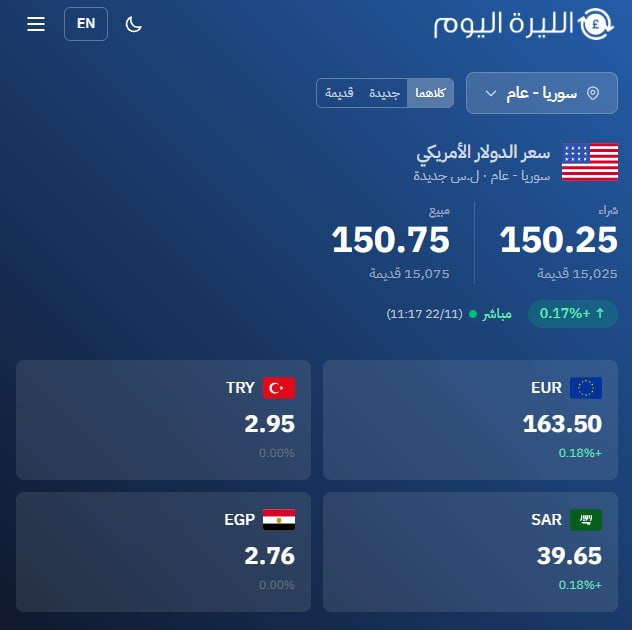 الليرة اليوم
EN
سوريا - عام
كلاهما جديدة قديمة
سعر الدولار الأمريكي
سوريا - عام · ل.س جديدة
شراء مبيع
150.25 150.75
15,025 قديمة 15,075 قديمة
↑ +0.17% مباشر (11:17 22/11)
EUR
163.50
+0.18%
TRY
2.95
0.00%
SAR
39.65
+0.18%
EGP
2.76
0.00%